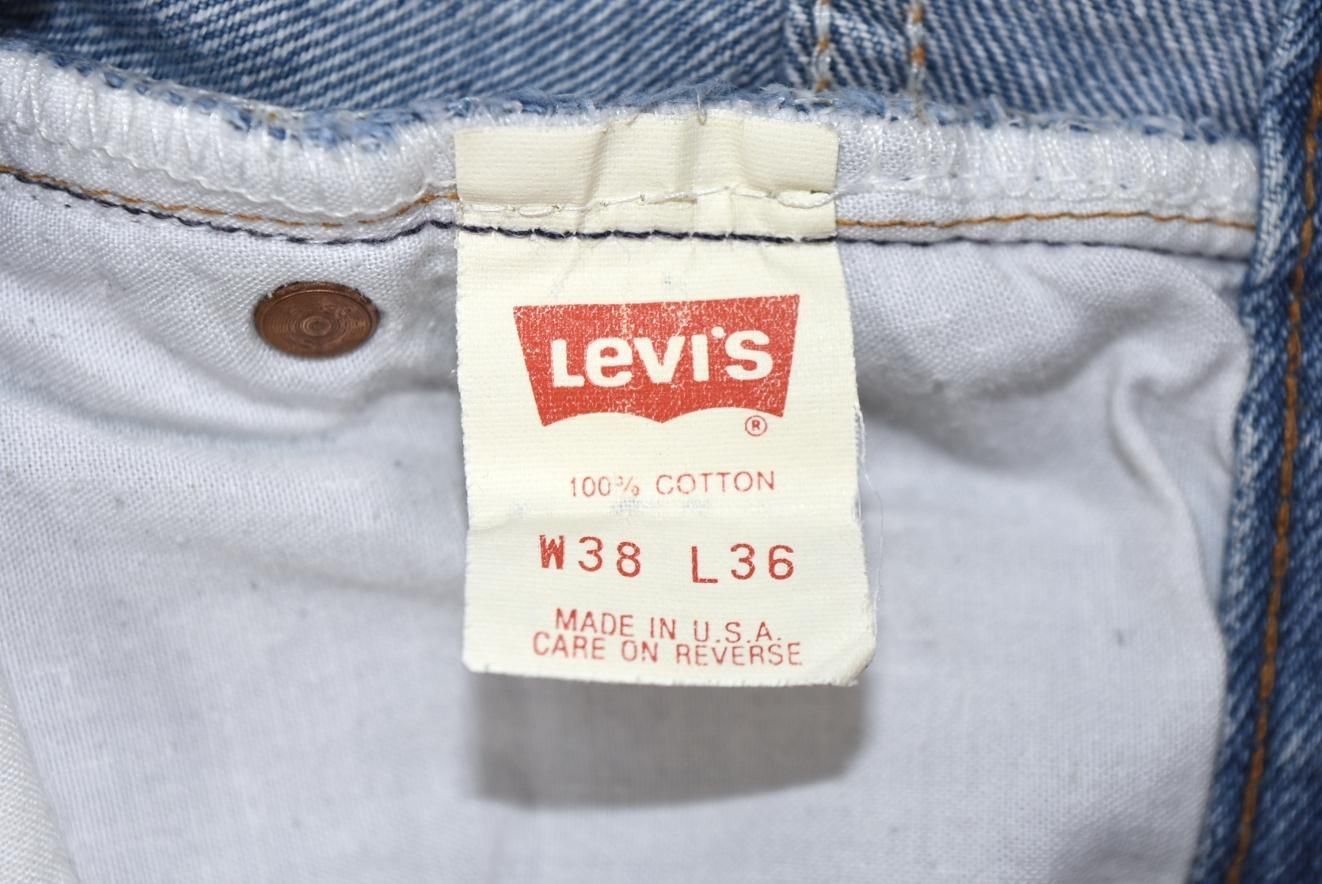 LEVI'S
®
100% COTTON
W38 L36
MADE IN U.S.A.
CARE ON REVERSE